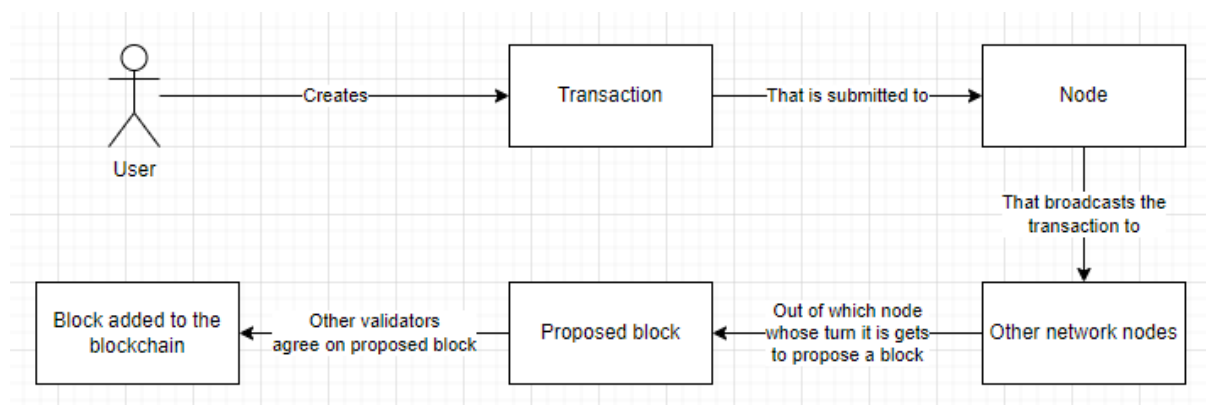 Creates
Transaction
That is submitted to
Node
User
That broadcasts the
transaction to
Other network nodes
Out of which node
whose turn it is gets
to propose a block
Proposed block
Other validators
agree on proposed block
Block added to the
blockchain